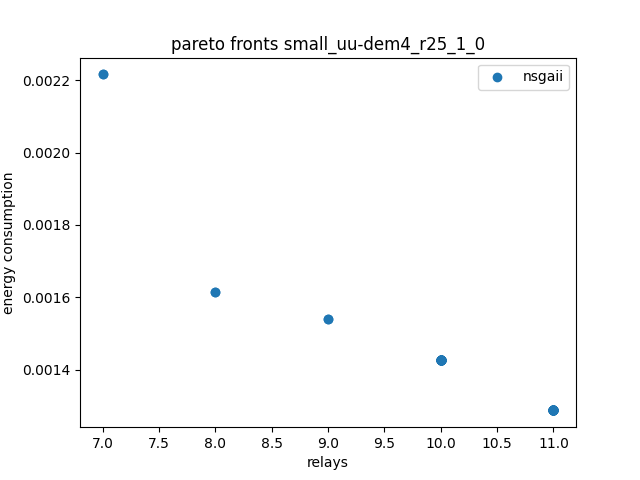 pareto fronts small_uu-dem4_r25_1_0
nsgaii
energy consumption
0.0022
0.0020
0.0018
0.0016
0.0014
7.0 7.5 8.0 8.5 9.0 9.5 10.0 10.5 11.0
relays